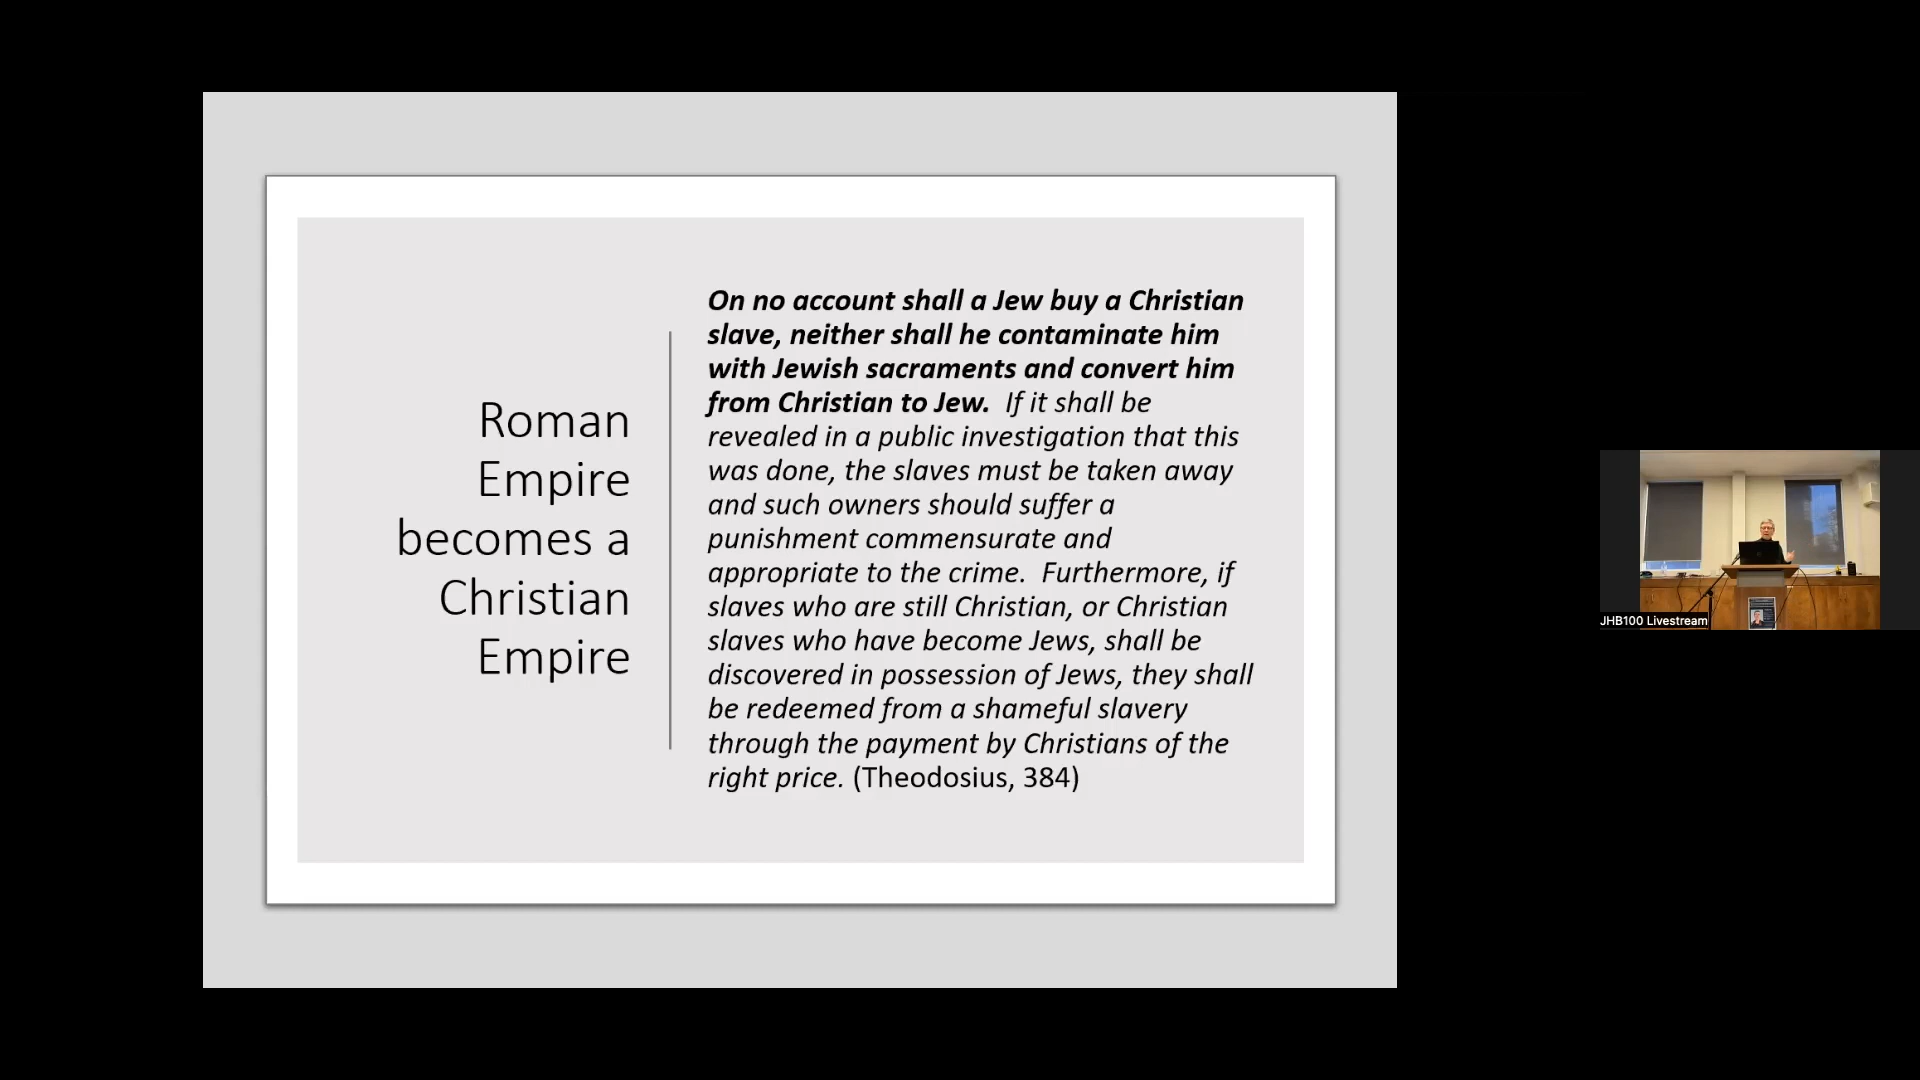 Roman
Empire
becomes a
Christian
Empire
On no account shall a Jew buy a Christian
slave, neither shall he contaminate him
with Jewish sacraments and convert him
from Christian to Jew.  If it shall be
revealed in a public investigation that this
was done, the slaves must be taken away
and such owners should suffer a
punishment commensurate and
appropriate to the crime.  Furthermore, if
slaves who are still Christian, or Christian
slaves who have become Jews, shall be
discovered in possession of Jews, they shall
be redeemed from a shameful slavery
through the payment by Christians of the
right price. (Theodosius, 384)
JHB100 Livestream